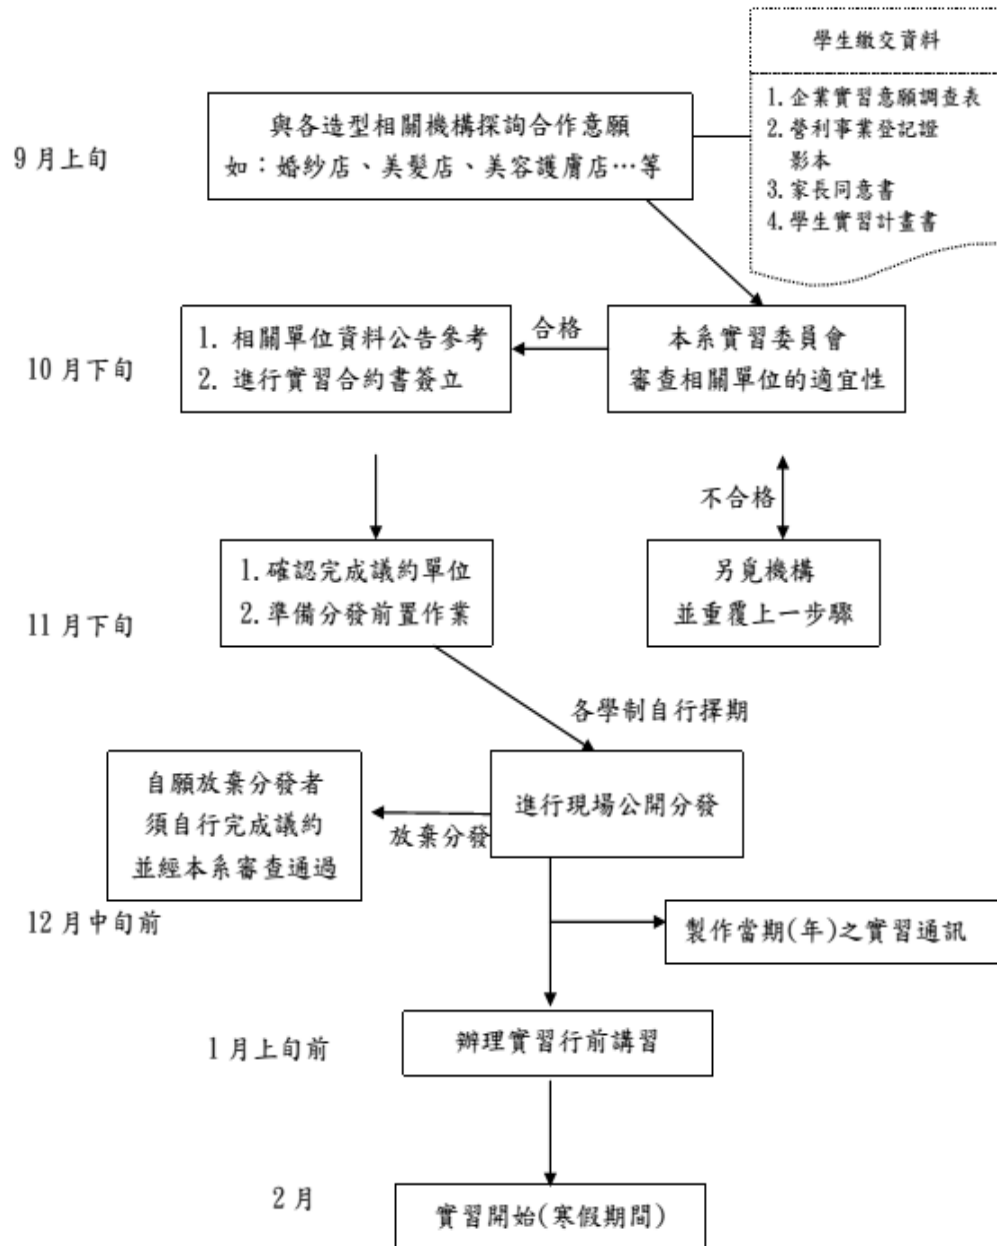 學生繳交資料
1.企業實習意願調查表
2.營利事業登記證
影本
3.家長同意書
4.學生實習計畫書
9月上旬
與各造型相關機構探詢合作意願
如：婚紗店、美髮店、美容護膚店…等
10月下旬
1. 相關單位資料公告參考
2. 進行實習合約書簽立
合格
本系實習委員會
審查相關單位的適宜性
不合格
11月下旬
1.確認完成議約單位
2.準備分發前置作業
另覓機構
並重覆上一步驟
各學制自行擇期
自願放棄分發者
須自行完成議約
並經本系審查通過
放棄分發
進行現場公開分發
12月中旬前
製作當期(年)之實習通訊
1月上旬前
辦理實習行前講習
2月
實習開始(寒假期間)